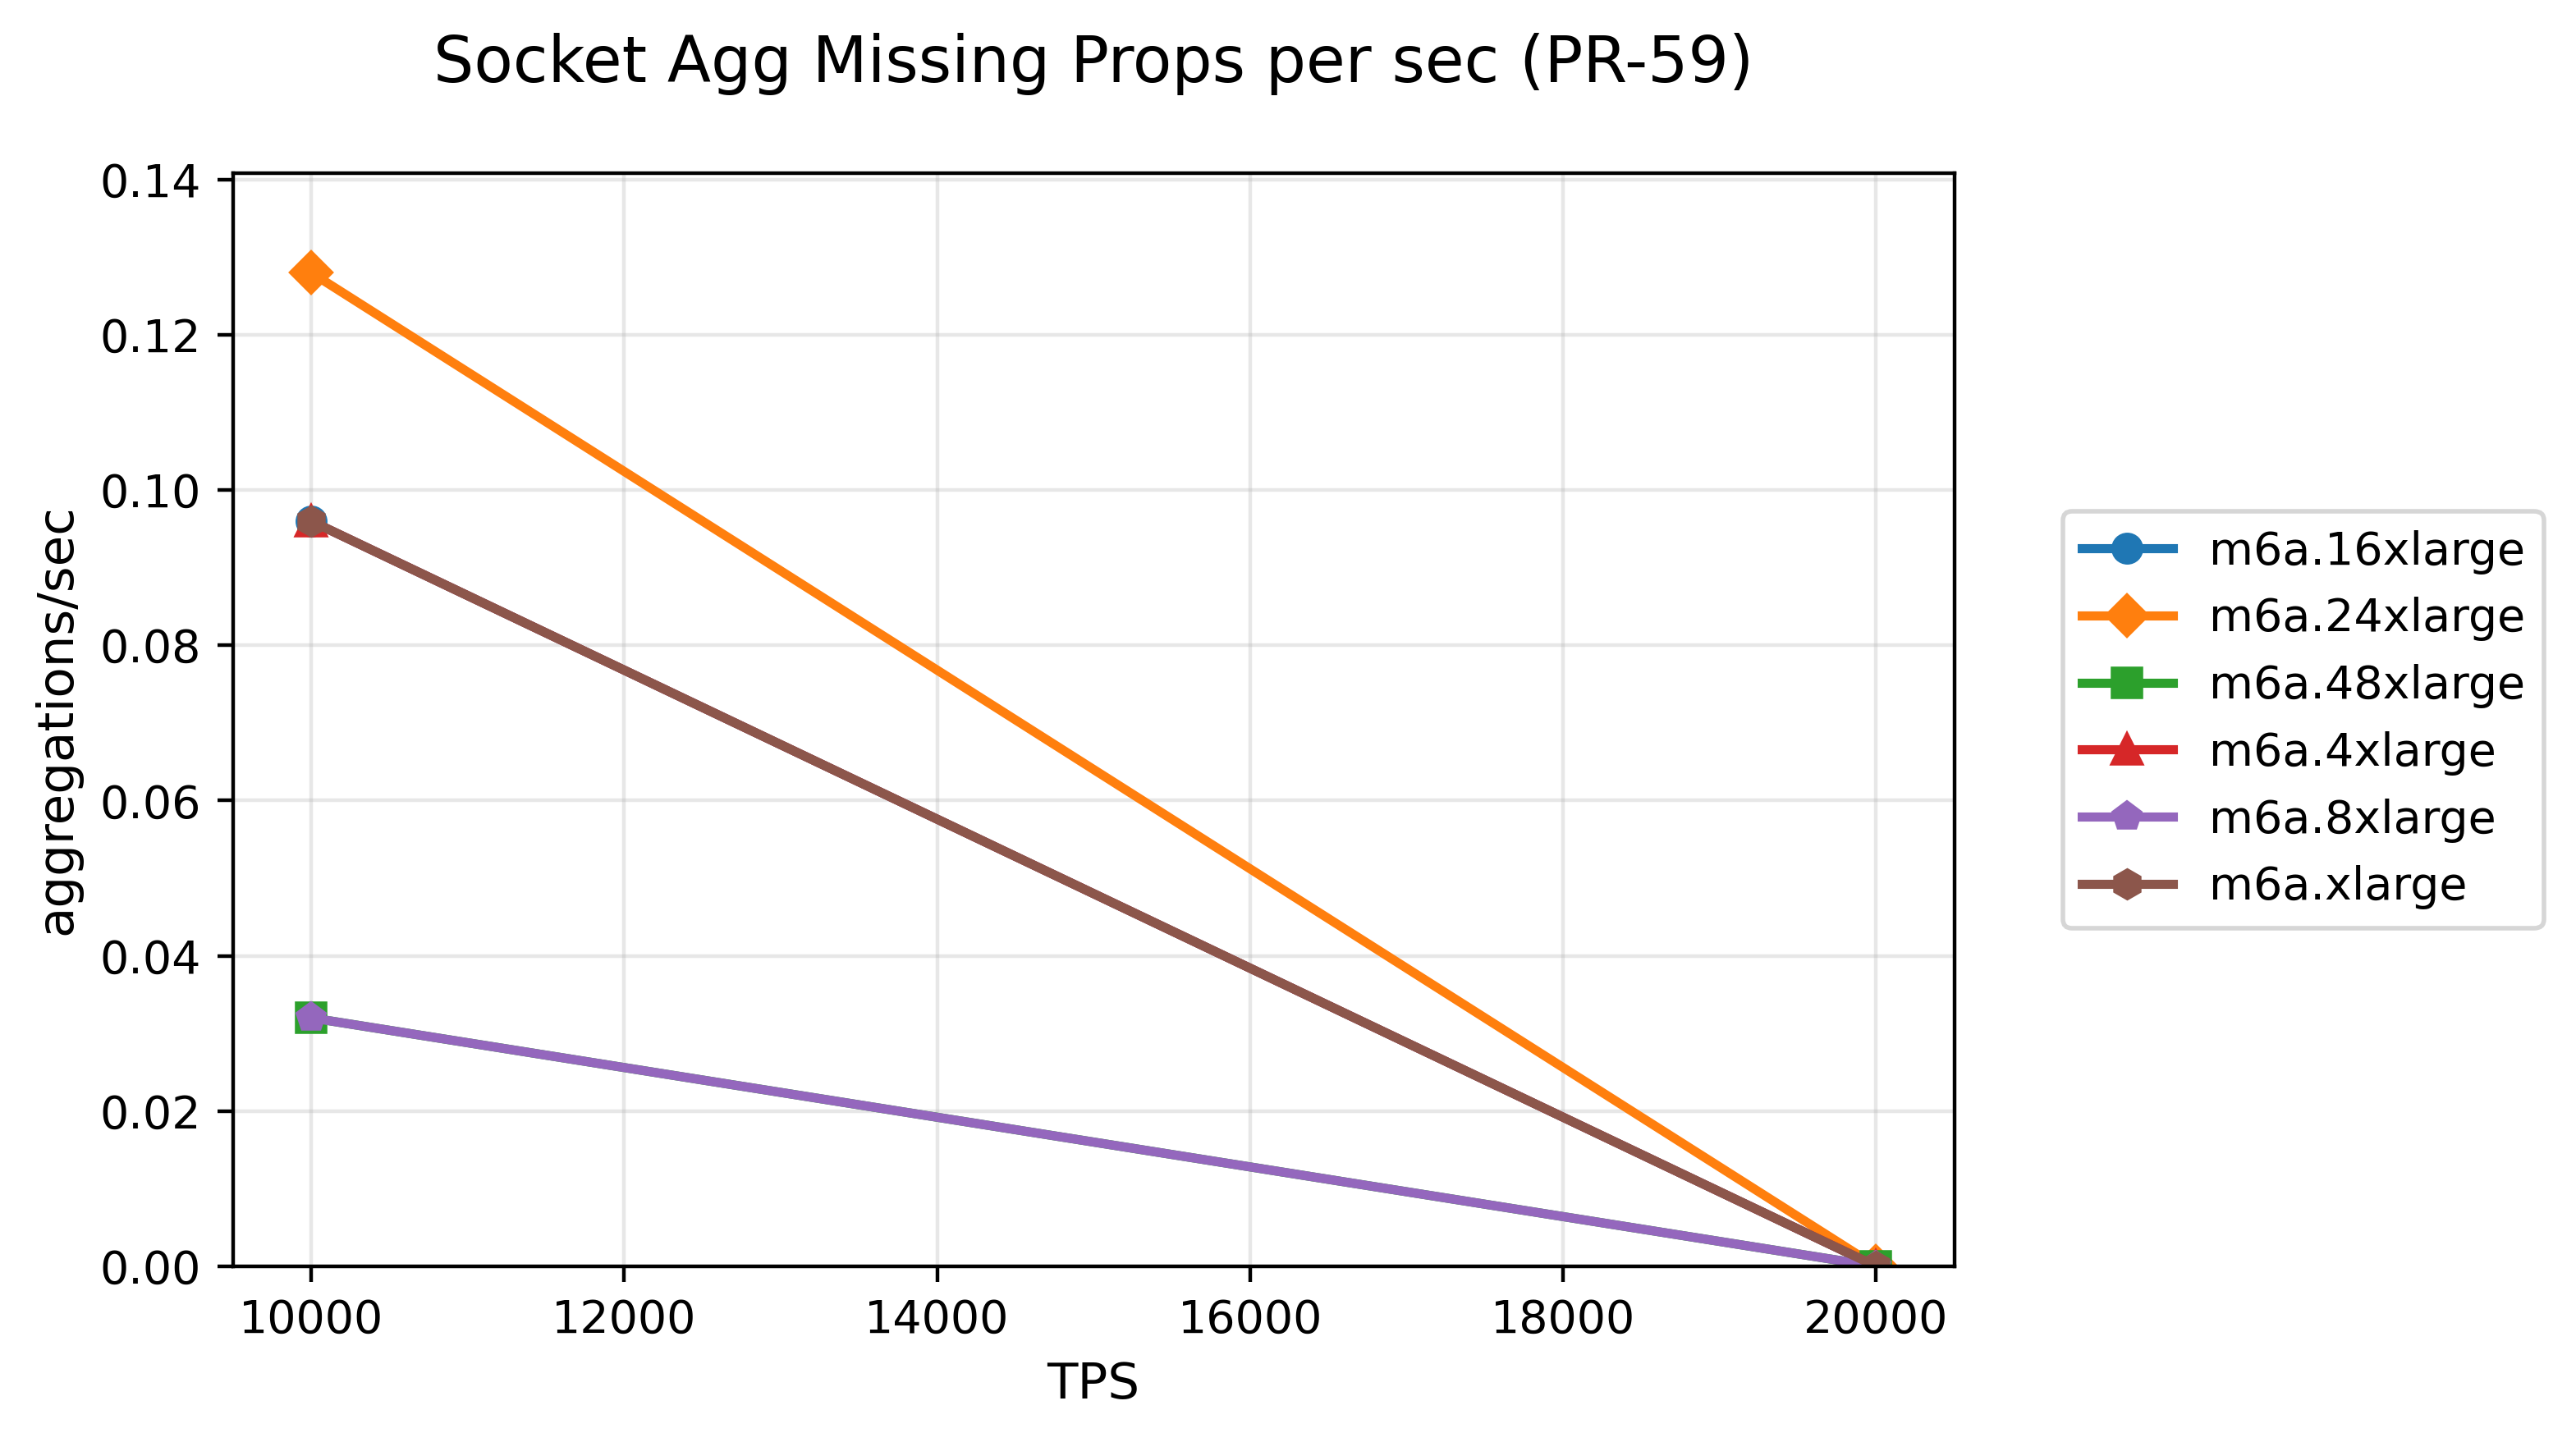 Socket Agg Missing Props per sec (PR-59)
aggregations/sec
0.14
0.12
0.10
0.08
0.06
0.04
0.02
0.00
10000 12000 14000 16000 18000 20000
TPS
m6a.16xlarge
m6a.24xlarge
m6a.48xlarge
m6a.4xlarge
m6a.8xlarge
m6a.xlarge